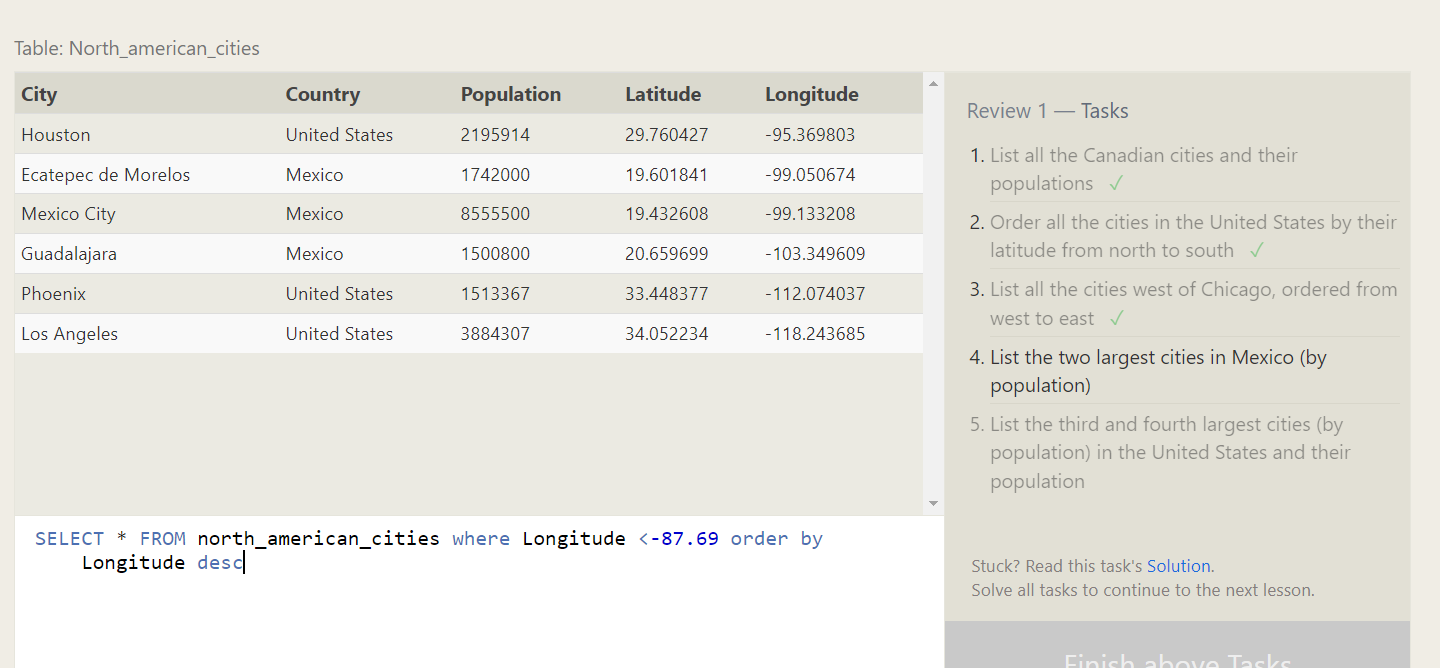 Table: North_american_cities
City Country Population Latitude Longitude
Houston United States 2195914 29.760427 -95.369803
Ecatepec de Morelos Mexico 1742000 19.601841 -99.050674
Mexico City Mexico 8555500 19.432608 -99.133208
Guadalajara Mexico 1500800 20.659699 -103.349609
Phoenix United States 1513367 33.448377 -112.074037
Los Angeles United States 3884307 34.052234 -118.243685
SELECT * FROM north_american_cities where Longitude <-87.69 order by
Longitude desc
Review 1 — Tasks
1. List all the Canadian cities and their
populations ✓
2. Order all the cities in the United States by their
latitude from north to south ✓
3. List all the cities west of Chicago, ordered from
west to east ✓
4. List the two largest cities in Mexico (by
population)
5. List the third and fourth largest cities (by
population) in the United States and their
population
Stuck? Read this task's Solution.
Solve all tasks to continue to the next lesson.
Finish above Tasks